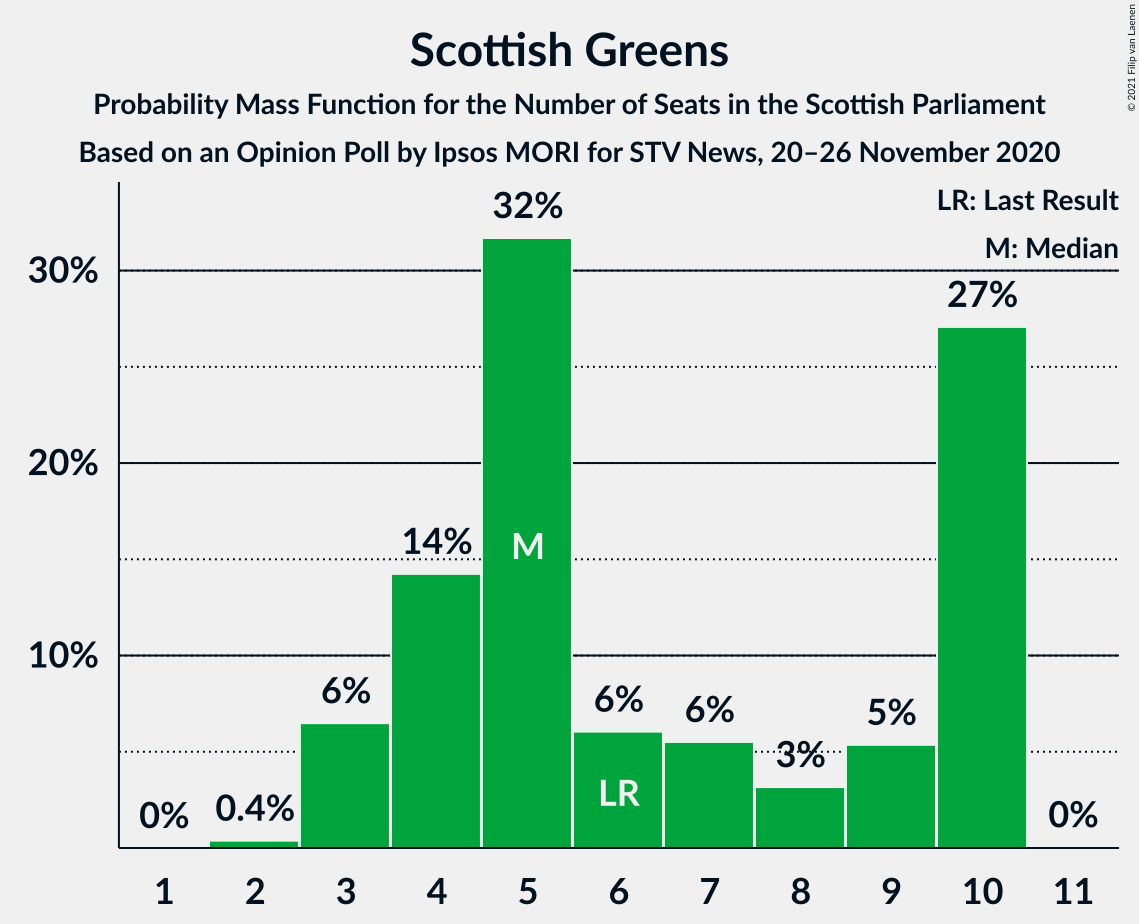 Scottish Greens
Probability Mass Function for the Number of Seats in the Scottish Parliament
Based on an Opinion Poll by Ipsos MORI for STV News, 20–26 November 2020
© 2021 Filip van Laenen
LR: Last Result
M: Median
30%
20%
10%
0%
0.4%
6%
14%
32%
6%
6%
3%
5%
27%
0%
M
LR
1 2 3 4 5 6 7 8 9 10 11